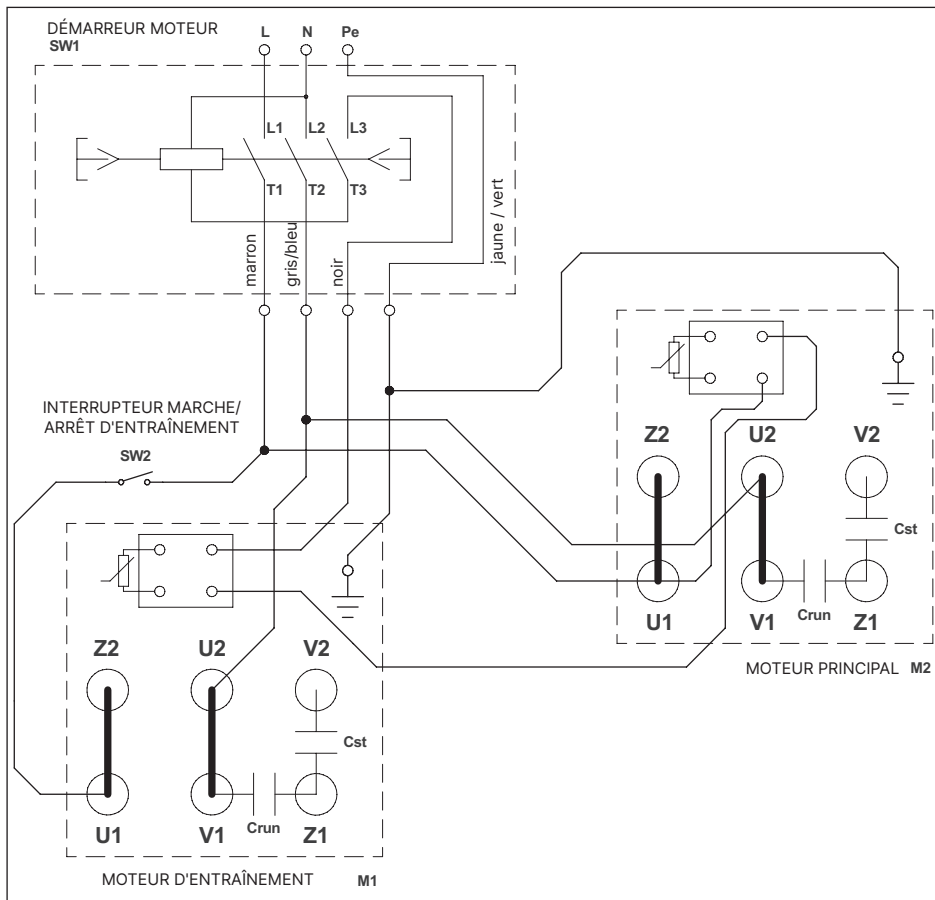 DÉMARREUR MOTEUR
SW1
L N Pe
L1 L2 L3
T1 T2 T3
marron
gris/bleu
noir
jaune / vert
INTERRUPTEUR MARCHE/
ARRÊT D'ENTRAÎNEMENT
SW2
Z2 U2 V2
Cst
Crun
U1 V1 Z1
MOTEUR PRINCIPAL M2
Z2 U2 V2
Cst
Crun
U1 V1 Z1
MOTEUR D'ENTRAÎNEMENT M1